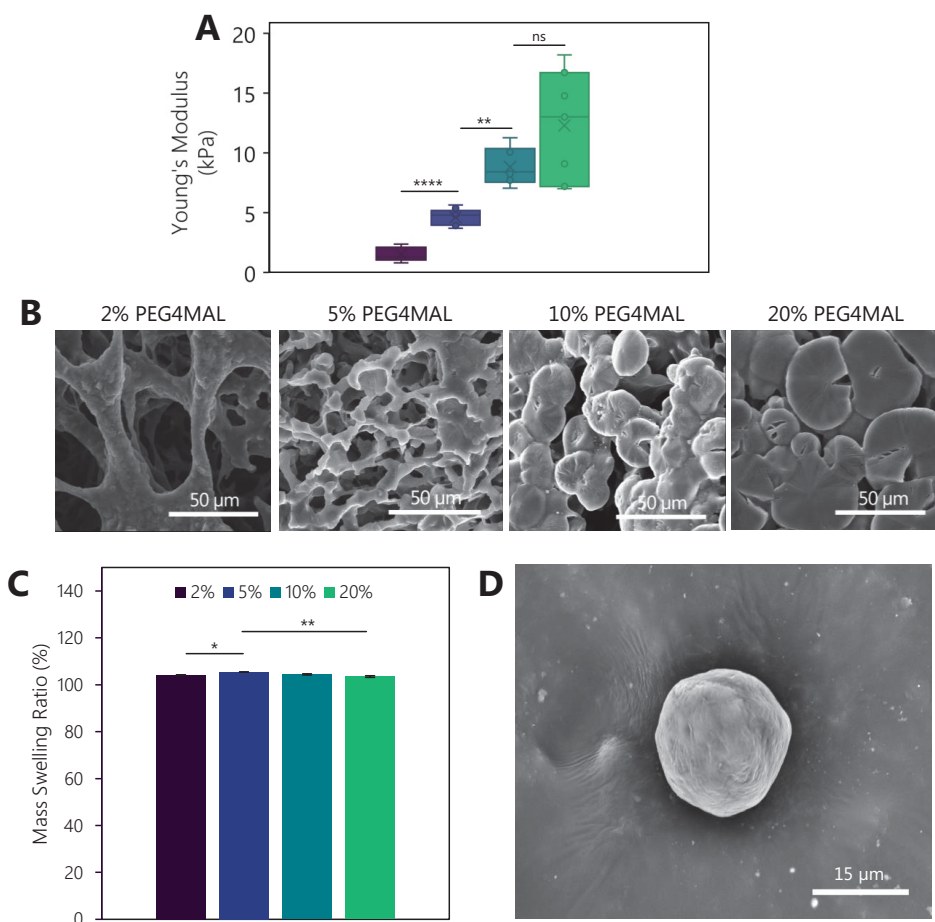 A
20
15
10
5
0
Young's Modulus
(kPa)
****
**
ns
B
2% PEG4MAL
5% PEG4MAL
10% PEG4MAL
20% PEG4MAL
50 μm
50 μm
50 μm
50 μm
C
140
120
100
80
60
40
20
0
Mass Swelling Ratio (%)
2% 5% 10% 20%
*
**
D
15 μm